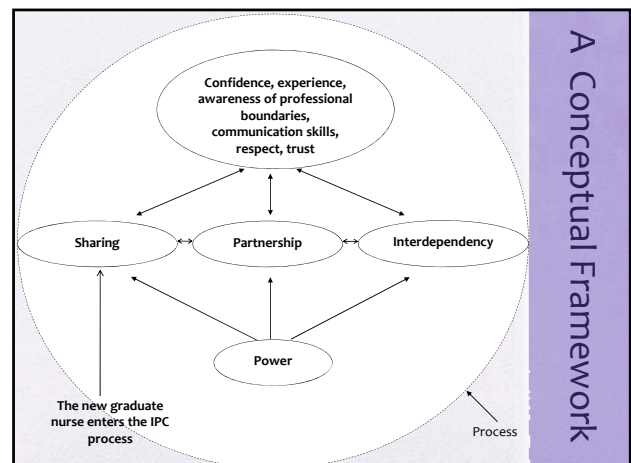 A Conceptual Framework
Confidence, experience,
awareness of professional
boundaries,
communication skills,
respect, trust
Sharing
Partnership
Interdependency
Power
The new graduate
nurse enters the IPC
process
Process